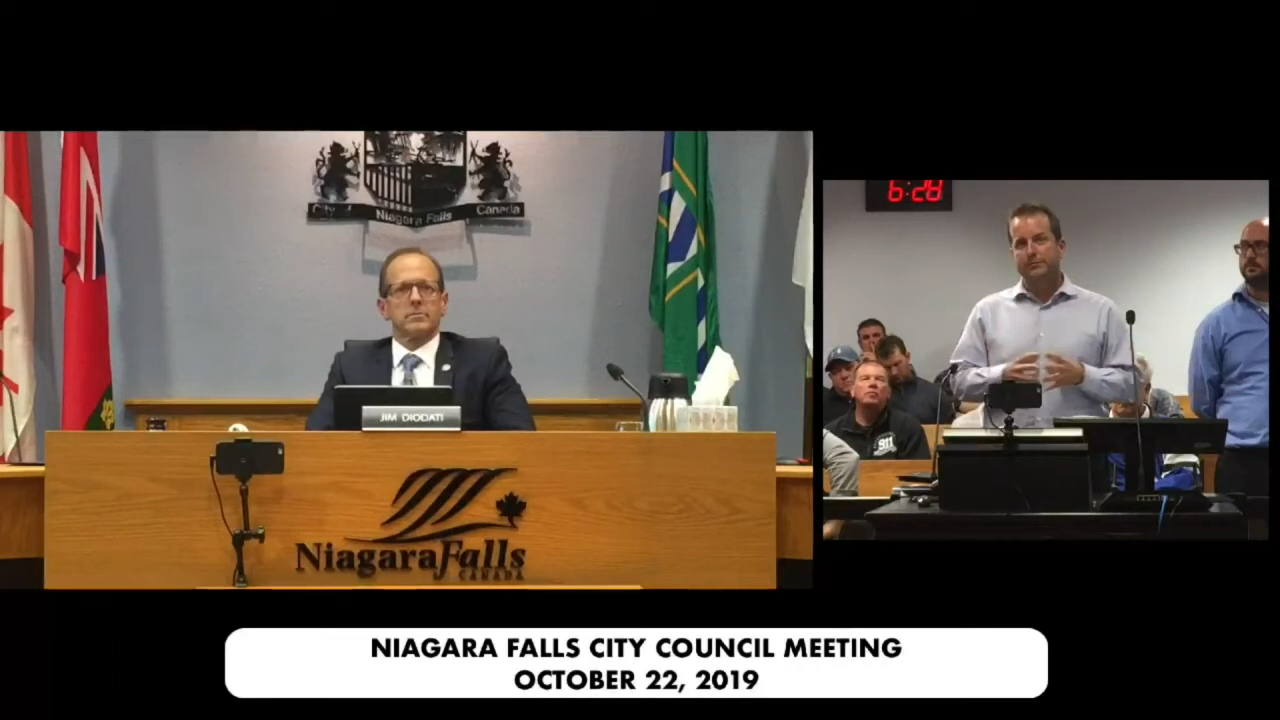 City of
Niagara Falls
Canada
6:28
JIM DIODATI
911
NiagaraFalls
CANADA
NIAGARA FALLS CITY COUNCIL MEETING
OCTOBER 22, 2019